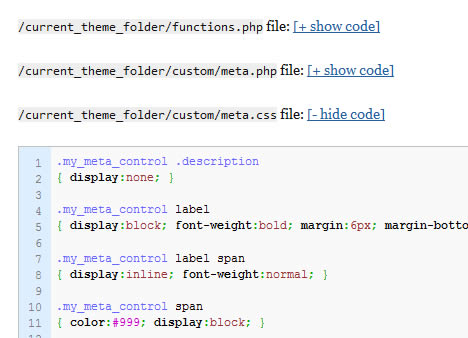 /current_theme_folder/functions.php file: [+ show code]
/current_theme_folder/custom/meta.php file: [+ show code]
/current_theme_folder/custom/meta.css file: [- hide code]
1 .my_meta_control .description
2 { display:none; }
3
4 .my_meta_control label
5 { display:block; font-weight:bold; margin:6px; margin-botto
6
7 .my_meta_control label span
8 { display:inline; font-weight:normal; }
9
10 .my_meta_control span
11 { color:#999; display:block; }